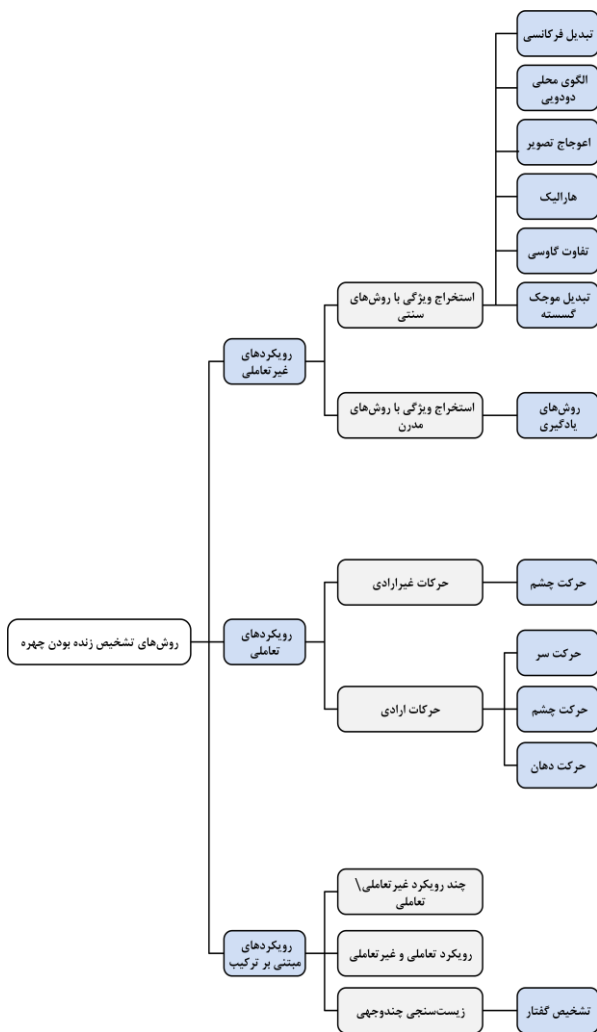 روش‌های تشخیص زنده بودن چهره
رویکردهای
غیرتعاملی
استخراج ویژگی با روش‌های
سنتی
تبدیل فرکانسی
الگوی محلی
دودویی
اعوجاج تصویر
هارالیک
تفاوت گاوسی
تبدیل موجک
گسسته
استخراج ویژگی با روش‌های
مدرن
روش‌های
یادگیری
رویکردهای
تعاملی
حرکات غیرارادی
حرکت چشم
حرکات ارادی
حرکت سر
حرکت چشم
حرکت دهان
رویکردهای
مبتنی بر ترکیب
چند رویکرد غیرتعاملی\
تعاملی
رویکرد تعاملی و غیرتعاملی
زیست‌سنجی چندوجهی
تشخیص گفتار